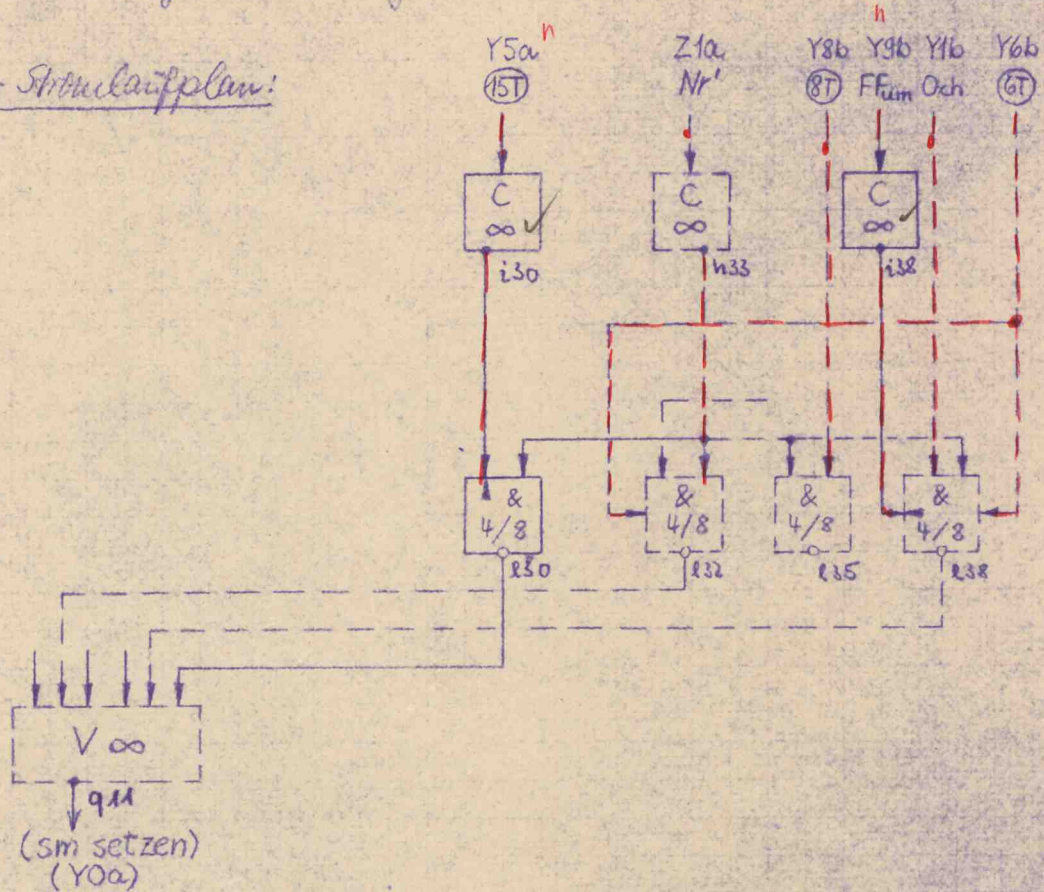 n
n
Y5a Z1a Y8b Y9b Y1b Y6b
- Stromlaufplan:
15T Nr' 8T FFum Och 6T
C C C
∞ ∞ ∞
i30 h33 i38
& & & &
4/8 4/8 4/8 4/8
l30 l32 l35 l38
V ∞
q11
(sm setzen)
(Y0a)